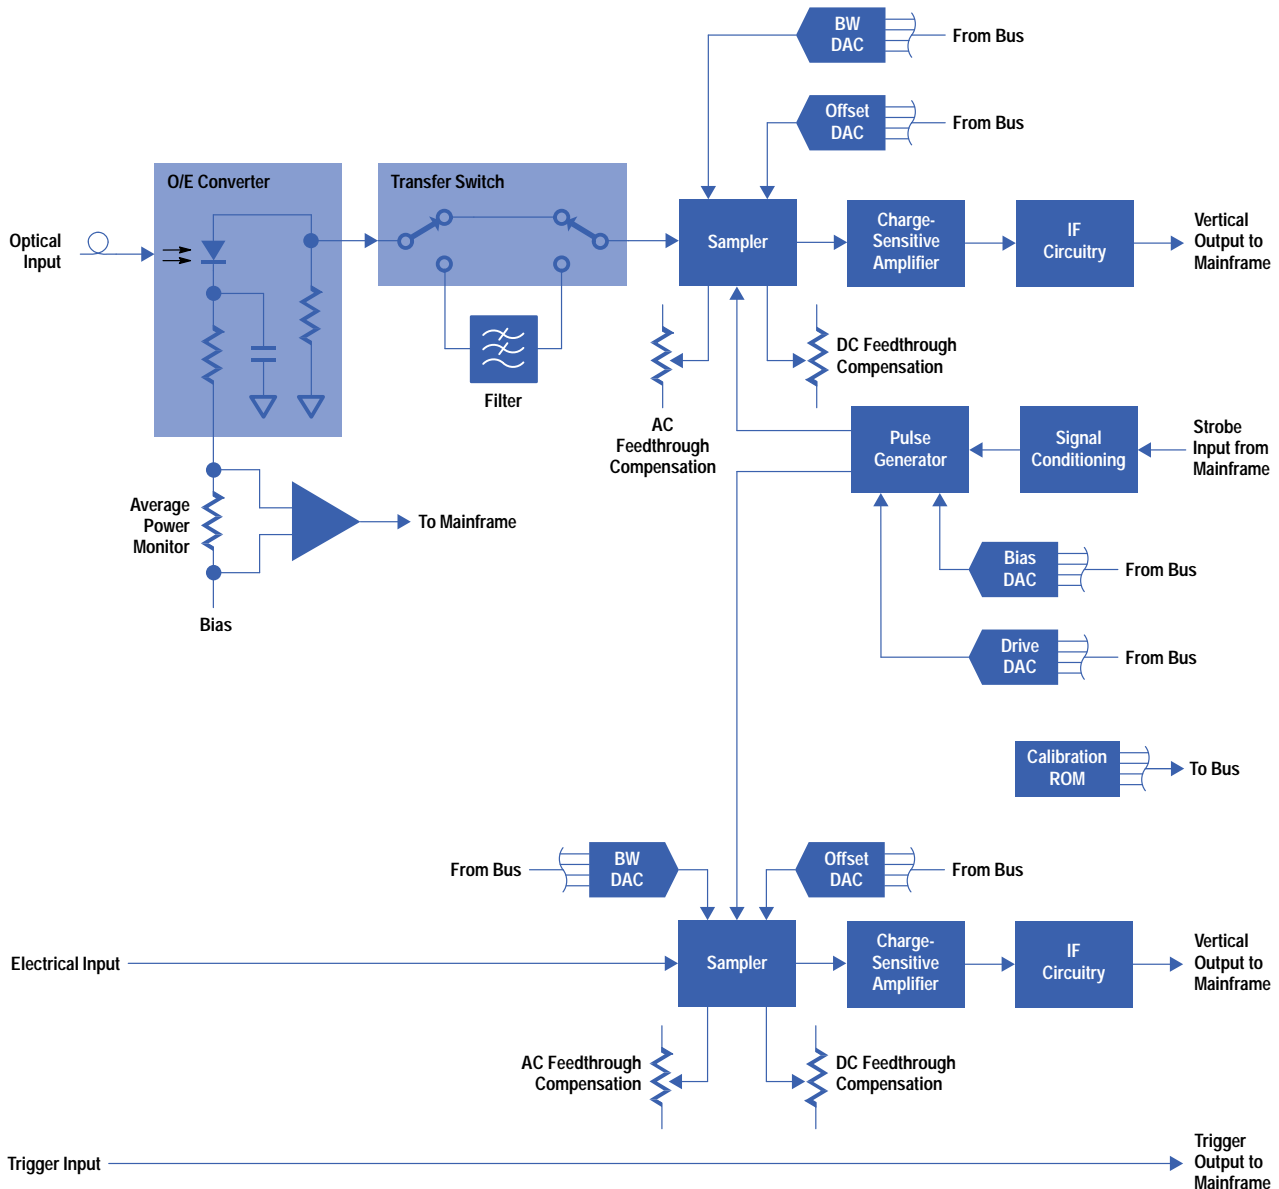 BW
DAC
From Bus
Offset
DAC
From Bus
O/E Converter
Transfer Switch
Optical
Input
Sampler
Charge-
Sensitive
Amplifier
IF
Circuitry
Vertical
Output to
Mainframe
DC Feedthrough
Compensation
Filter
AC
Feedthrough
Compensation
Pulse
Generator
Signal
Conditioning
Strobe
Input from
Mainframe
Average
Power
Monitor
To Mainframe
Bias
DAC
From Bus
Bias
Drive
DAC
From Bus
Calibration
ROM
To Bus
From Bus
BW
DAC
Offset
DAC
From Bus
Electrical Input
Sampler
Charge-
Sensitive
Amplifier
IF
Circuitry
Vertical
Output to
Mainframe
AC Feedthrough
Compensation
DC Feedthrough
Compensation
Trigger Input
Trigger
Output to
Mainframe